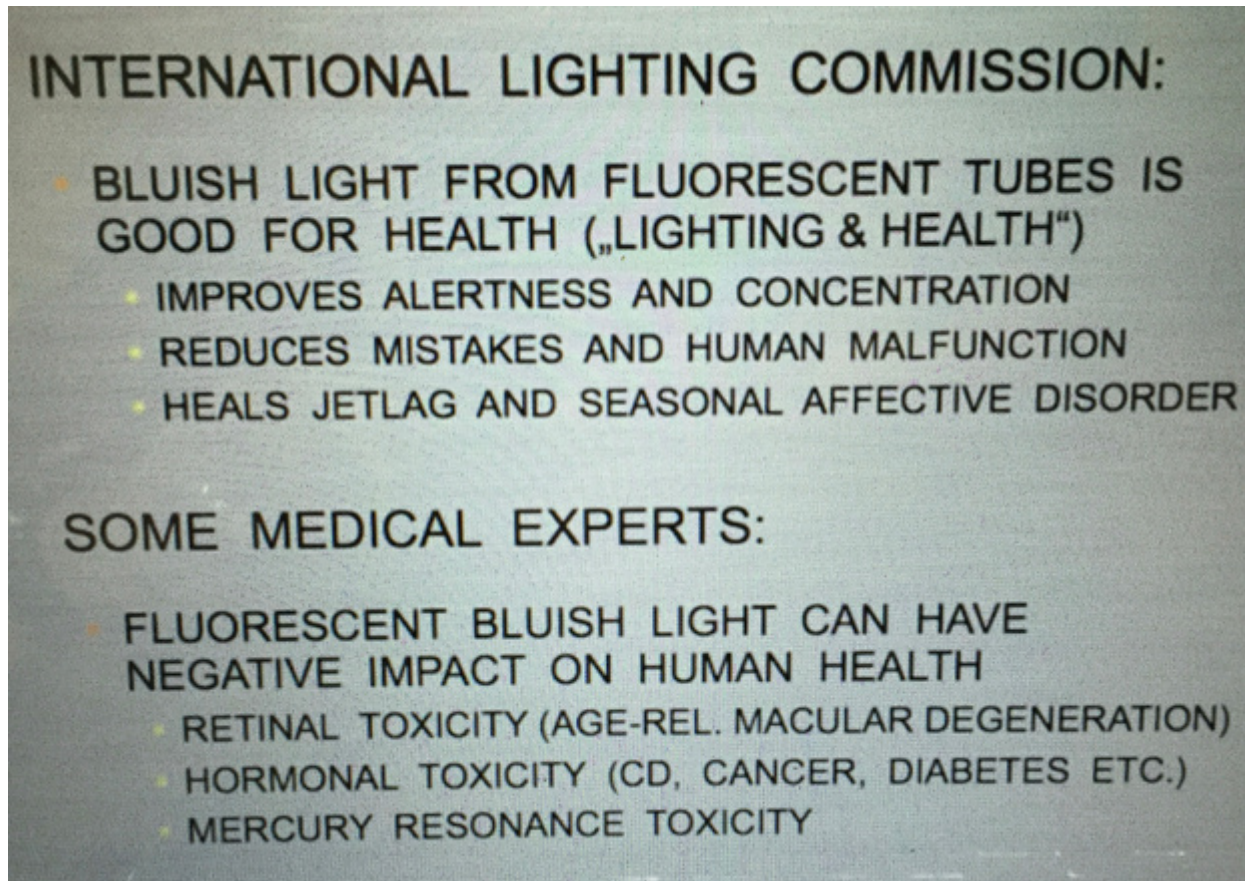 INTERNATIONAL LIGHTING COMMISSION:
BLUISH LIGHT FROM FLUORESCENT TUBES IS
GOOD FOR HEALTH („LIGHTING & HEALTH“)
IMPROVES ALERTNESS AND CONCENTRATION
REDUCES MISTAKES AND HUMAN MALFUNCTION
HEALS JETLAG AND SEASONAL AFFECTIVE DISORDER
SOME MEDICAL EXPERTS:
FLUORESCENT BLUISH LIGHT CAN HAVE
NEGATIVE IMPACT ON HUMAN HEALTH
RETINAL TOXICITY (AGE-REL. MACULAR DEGENERATION)
HORMONAL TOXICITY (CD, CANCER, DIABETES ETC.)
MERCURY RESONANCE TOXICITY